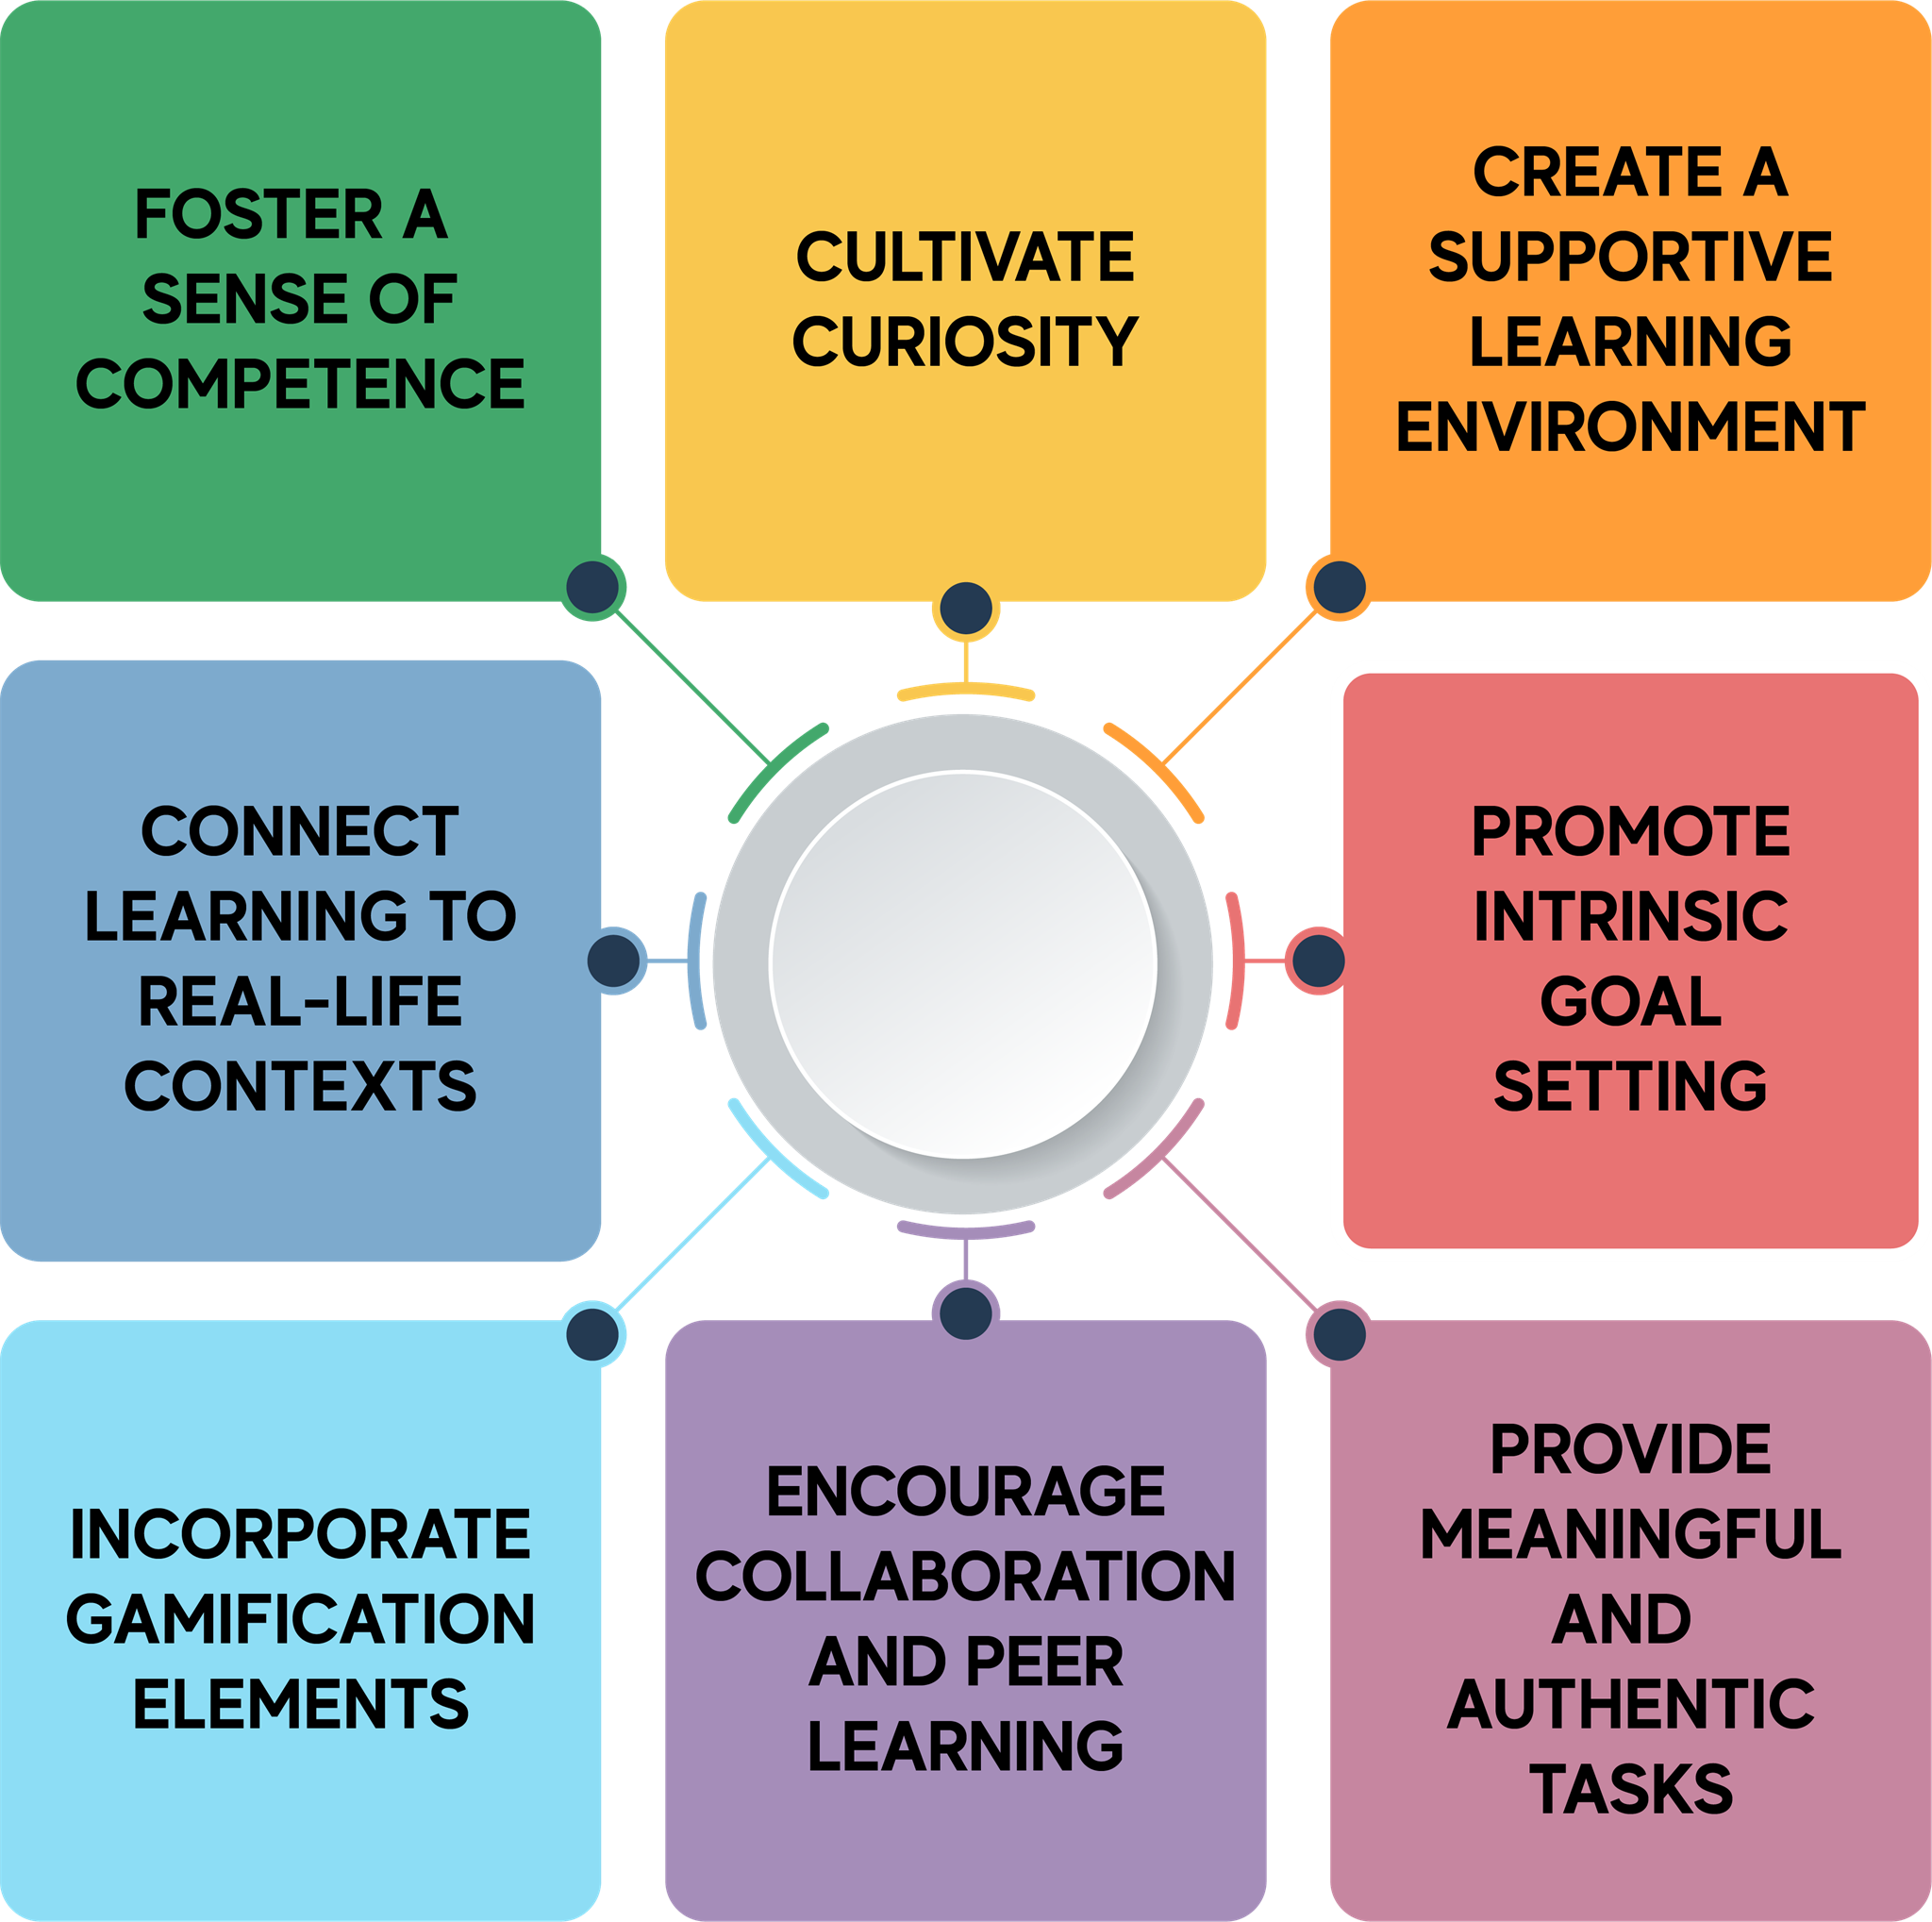 FOSTER A
SENSE OF
COMPETENCE
CULTIVATE
CURIOSITY
CREATE A
SUPPORTIVE
LEARNING
ENVIRONMENT
CONNECT
LEARNING TO
REAL-LIFE
CONTEXTS
PROMOTE
INTRINSIC
GOAL
SETTING
INCORPORATE
GAMIFICATION
ELEMENTS
ENCOURAGE
COLLABORATION
AND PEER
LEARNING
PROVIDE
MEANINGFUL
AND
AUTHENTIC
TASKS